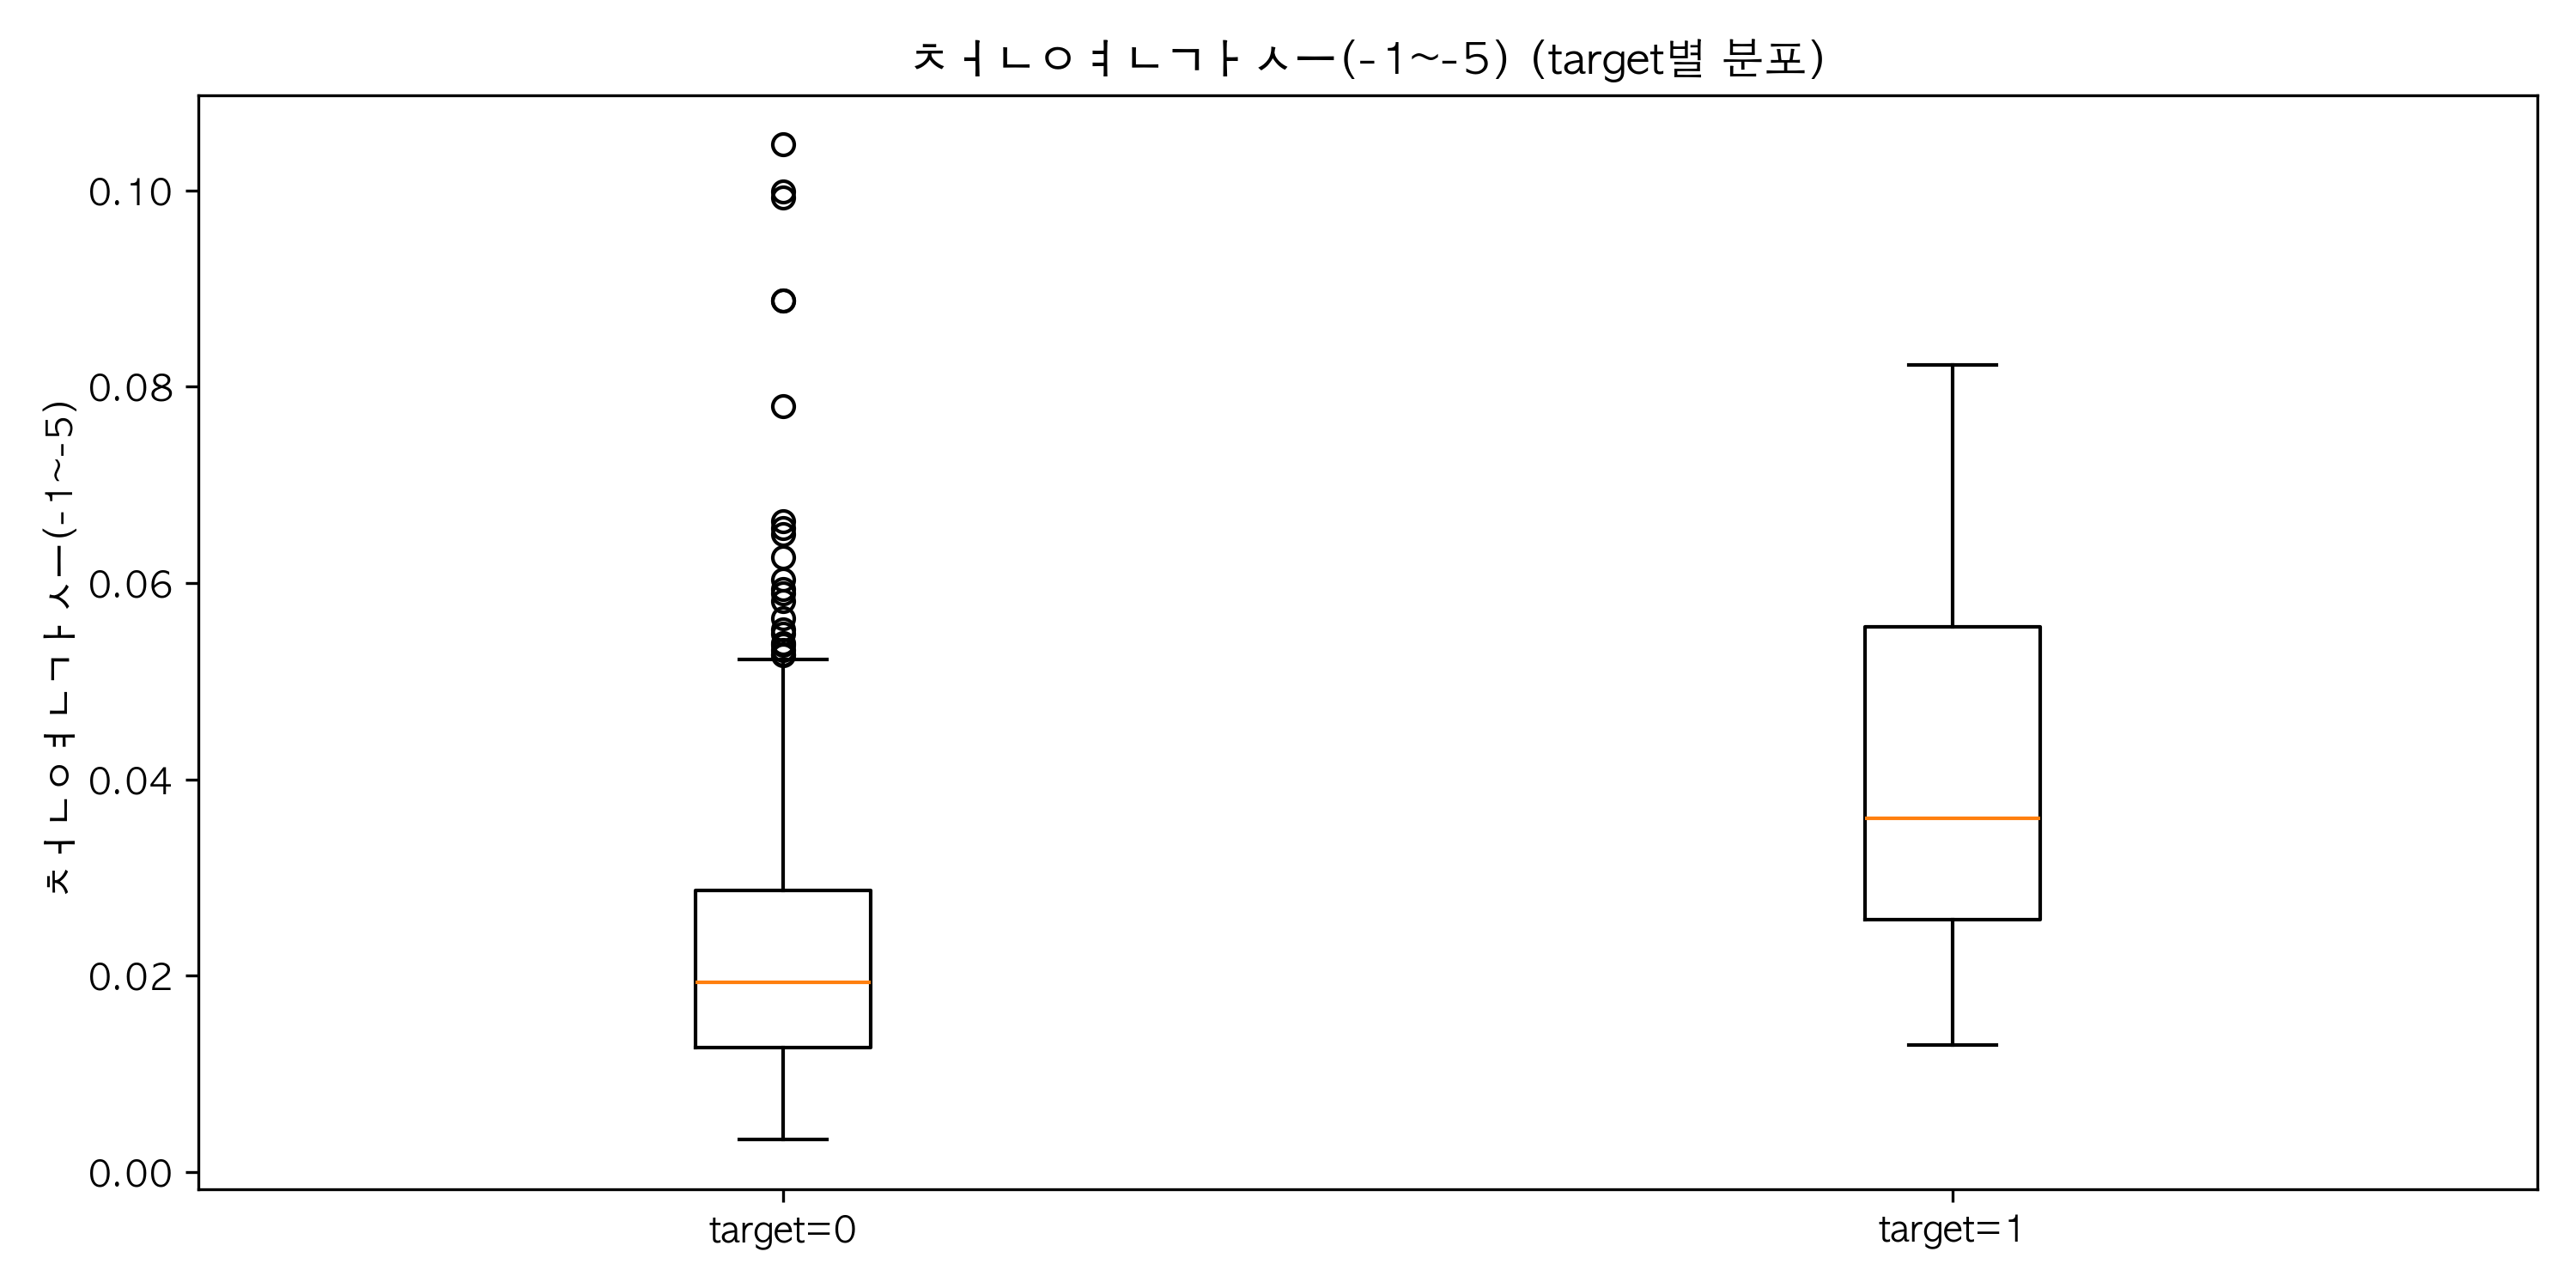 ㅊㅓㄴㅇㅕㄴㄱㅏㅅㅡ(-1~-5) (target별 분포)
ㅊㅓㄴㅇㅕㄴㄱㅏㅅㅡ(-1~-5)
0.10
0.08
0.06
0.04
0.02
0.00
target=0
target=1